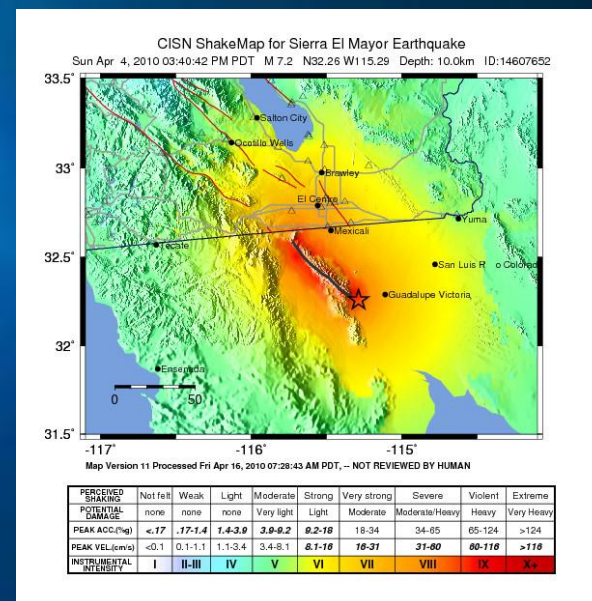 CISN ShakeMap for Sierra El Mayor Earthquake
Sun Apr 4, 2010 03:40:42 PM PDT M 7.2 N32.26 W115.29 Depth: 10.0km ID:14607652
33.5°
Salton City
Ocotillo Wells
33°
Brawley
El Centro
Yuma
Mexicali
Tecate
32.5°
San Luis R
Colorad
Guadalupe Victoria
32°
Ensenada
0 50
31.5°
-117° -116° -115°
Map Version 11 Processed Fri Apr 16, 2010 07:28:43 AM PDT, -- NOT REVIEWED BY HUMAN
PERCEIVED SHAKING Not felt Weak Light Moderate Strong Very strong Severe Violent Extreme
POTENTIAL DAMAGE none none none Very light Light Moderate Moderate/Heavy Heavy Very Heavy
PEAK ACC.(%g) <.17 .17-1.4 1.4-3.9 3.9-9.2 9.2-18 18-34 34-65 65-124 >124
PEAK VEL.(cm/s) <0.1 0.1-1.1 1.1-3.4 3.4-8.1 8.1-16 16-31 31-60 60-116 >116
INSTRUMENTAL INTENSITY I II-III IV V VI VII VIII IX X+